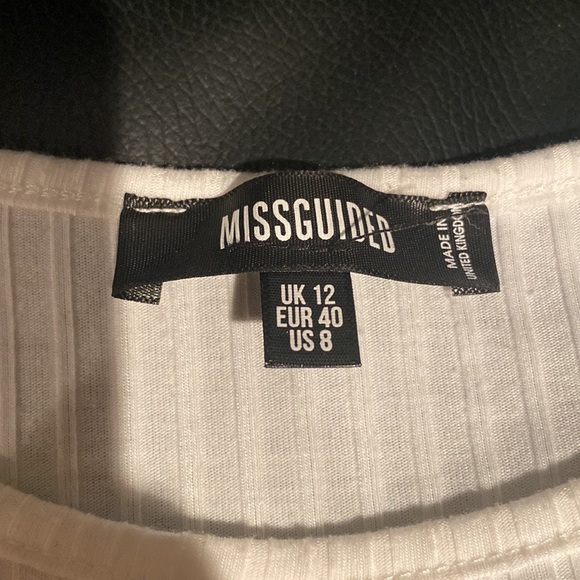 MISSGUIDED
MADE IN
UNITED KINGDOM
UK 12
EUR 40
US 8